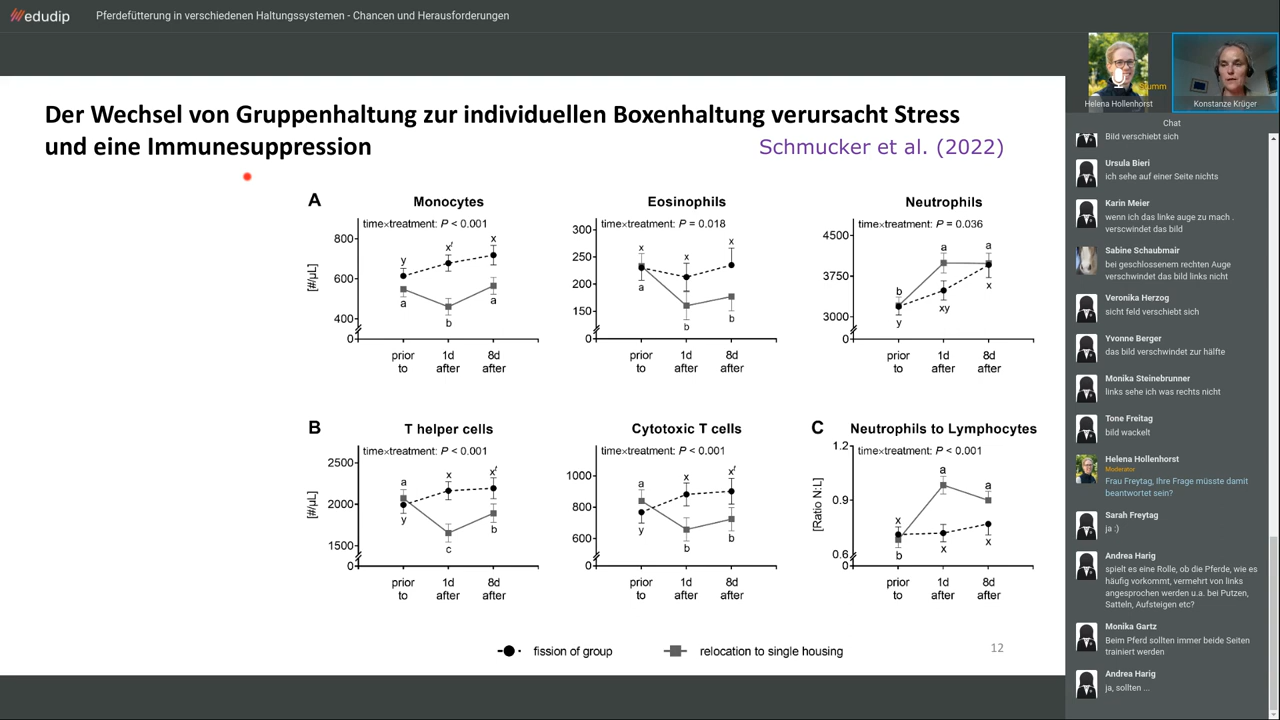 edudip
Pferdefütterung in verschiedenen Haltungssystemen - Chancen und Herausforderungen
Der Wechsel von Gruppenhaltung zur individuellen Boxenhaltung verursacht Stress
und eine Immunesuppression
Schmucker et al. (2022)
A
Monocytes
time×treatment: P < 0.001
[#/µL]
800
600
400
0
y
x'
x
a
b
a
prior to
1d after
8d after
Eosinophils
time×treatment: P = 0.018
300
250
200
150
0
x
x
x
a
b
b
prior to
1d after
8d after
Neutrophils
time×treatment: P = 0.036
4500
3750
3000
0
b
a
a
y
xy
x
prior to
1d after
8d after
B
T helper cells
time×treatment: P < 0.001
[#/µL]
2500
2000
1500
0
a
x
x'
y
c
b
prior to
1d after
8d after
Cytotoxic T cells
time×treatment: P < 0.001
1000
800
600
0
a
x
x'
y
b
b
prior to
1d after
8d after
C
Neutrophils to Lymphocytes
time×treatment: P < 0.001
[Ratio N:L]
1.2
0.9
0.6
0
x
a
a
b
x
x
prior to
1d after
8d after
fission of group
relocation to single housing
12
Stumm
Helena Hollenhorst
Konstanze Krüger
Chat
Bild verschiebt sich
Ursula Bieri
ich sehe auf einer Seite nichts
Karin Meier
wenn ich das linke auge zu mach .
verscwindet das bild
Sabine Schaubmair
bei geschlossenem rechten Auge
verschwindet das bild links nicht
Veronika Herzog
sicht feld verschiebt sich
Yvonne Berger
das bild verschwindet zur hälfte
Monika Steinebrunner
links sehe ich was rechts nicht
Tone Freitag
bild wackelt
Helena Hollenhorst
Moderator
Frau Freytag, Ihre Frage müsste damit
beantwortet sein?
Sarah Freytag
ja :)
Andrea Harig
spielt es eine Rolle, ob die Pferde, wie es
häufig vorkommt, vermehrt von links
angesprochen werden u.a. bei Putzen,
Satteln, Aufsteigen etc?
Monika Gartz
Beim Pferd sollten immer beide Seiten
trainiert werden
Andrea Harig
ja, sollten ...